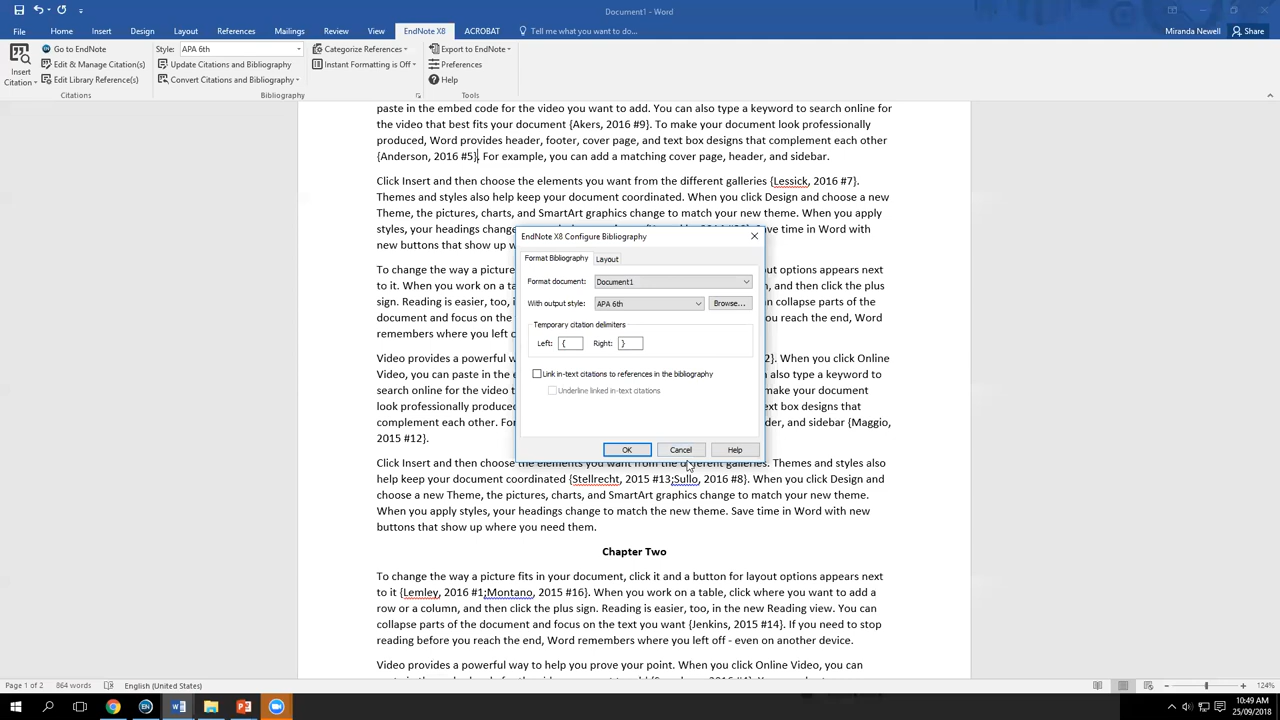 Document1 - Word
File
Home
Insert
Design
Layout
References
Mailings
Review
View
EndNote X8
ACROBAT
Tell me what you want to do...
Miranda Newell
Share
Go to EndNote
Style:
APA 6th
Categorize References
Export to EndNote
Insert
Citation
Edit & Manage Citation(s)
Update Citations and Bibliography
Instant Formatting is Off
Preferences
Edit Library Reference(s)
Convert Citations and Bibliography
Help
Citations
Bibliography
Tools
paste in the embed code for the video you want to add. You can also type a keyword to search online for
the video that best fits your document {Akers, 2016 #9}. To make your document look professionally
produced, Word provides header, footer, cover page, and text box designs that complement each other
{Anderson, 2016 #5}. For example, you can add a matching cover page, header, and sidebar.
Click Insert and then choose the elements you want from the different galleries {Lessick, 2016 #7}.
Themes and styles also help keep your document coordinated. When you click Design and choose a new
Theme, the pictures, charts, and SmartArt graphics change to match your new theme. When you apply
styles, your headings change Save time in Word with
new buttons that show up w
To change the way a picture out options appears next
to it. When you work on a ta n, and then click the plus
sign. Reading is easier, too, i n collapse parts of the
document and focus on the ou reach the end, Word
remembers where you left o
Video provides a powerful w 2}. When you click Online
Video, you can paste in the e also type a keyword to
search online for the video t make your document
look professionally produced ext box designs that
complement each other. Fo der, and sidebar {Maggio,
2015 #12}.
Click Insert and then choose the elements you want from the different galleries. Themes and styles also
help keep your document coordinated {Stellrecht, 2015 #13;Sullo, 2016 #8}. When you click Design and
choose a new Theme, the pictures, charts, and SmartArt graphics change to match your new theme.
When you apply styles, your headings change to match the new theme. Save time in Word with new
buttons that show up where you need them.
Chapter Two
To change the way a picture fits in your document, click it and a button for layout options appears next
to it {Lemley, 2016 #1;Montano, 2015 #16}. When you work on a table, click where you want to add a
row or a column, and then click the plus sign. Reading is easier, too, in the new Reading view. You can
collapse parts of the document and focus on the text you want {Jenkins, 2015 #14}. If you need to stop
reading before you reach the end, Word remembers where you left off - even on another device.
Video provides a powerful way to help you prove your point. When you click Online Video, you can
EndNote X8 Configure Bibliography
Format Bibliography
Layout
Format document:
Document1
With output style:
APA 6th
Browse...
Temporary citation delimiters
Left:
{
Right:
}
Link in-text citations to references in the bibliography
Underline linked in-text citations
OK
Cancel
Help
Page 1 of 2
864 words
English (United States)
124%
EN
10:49 AM
25/09/2018